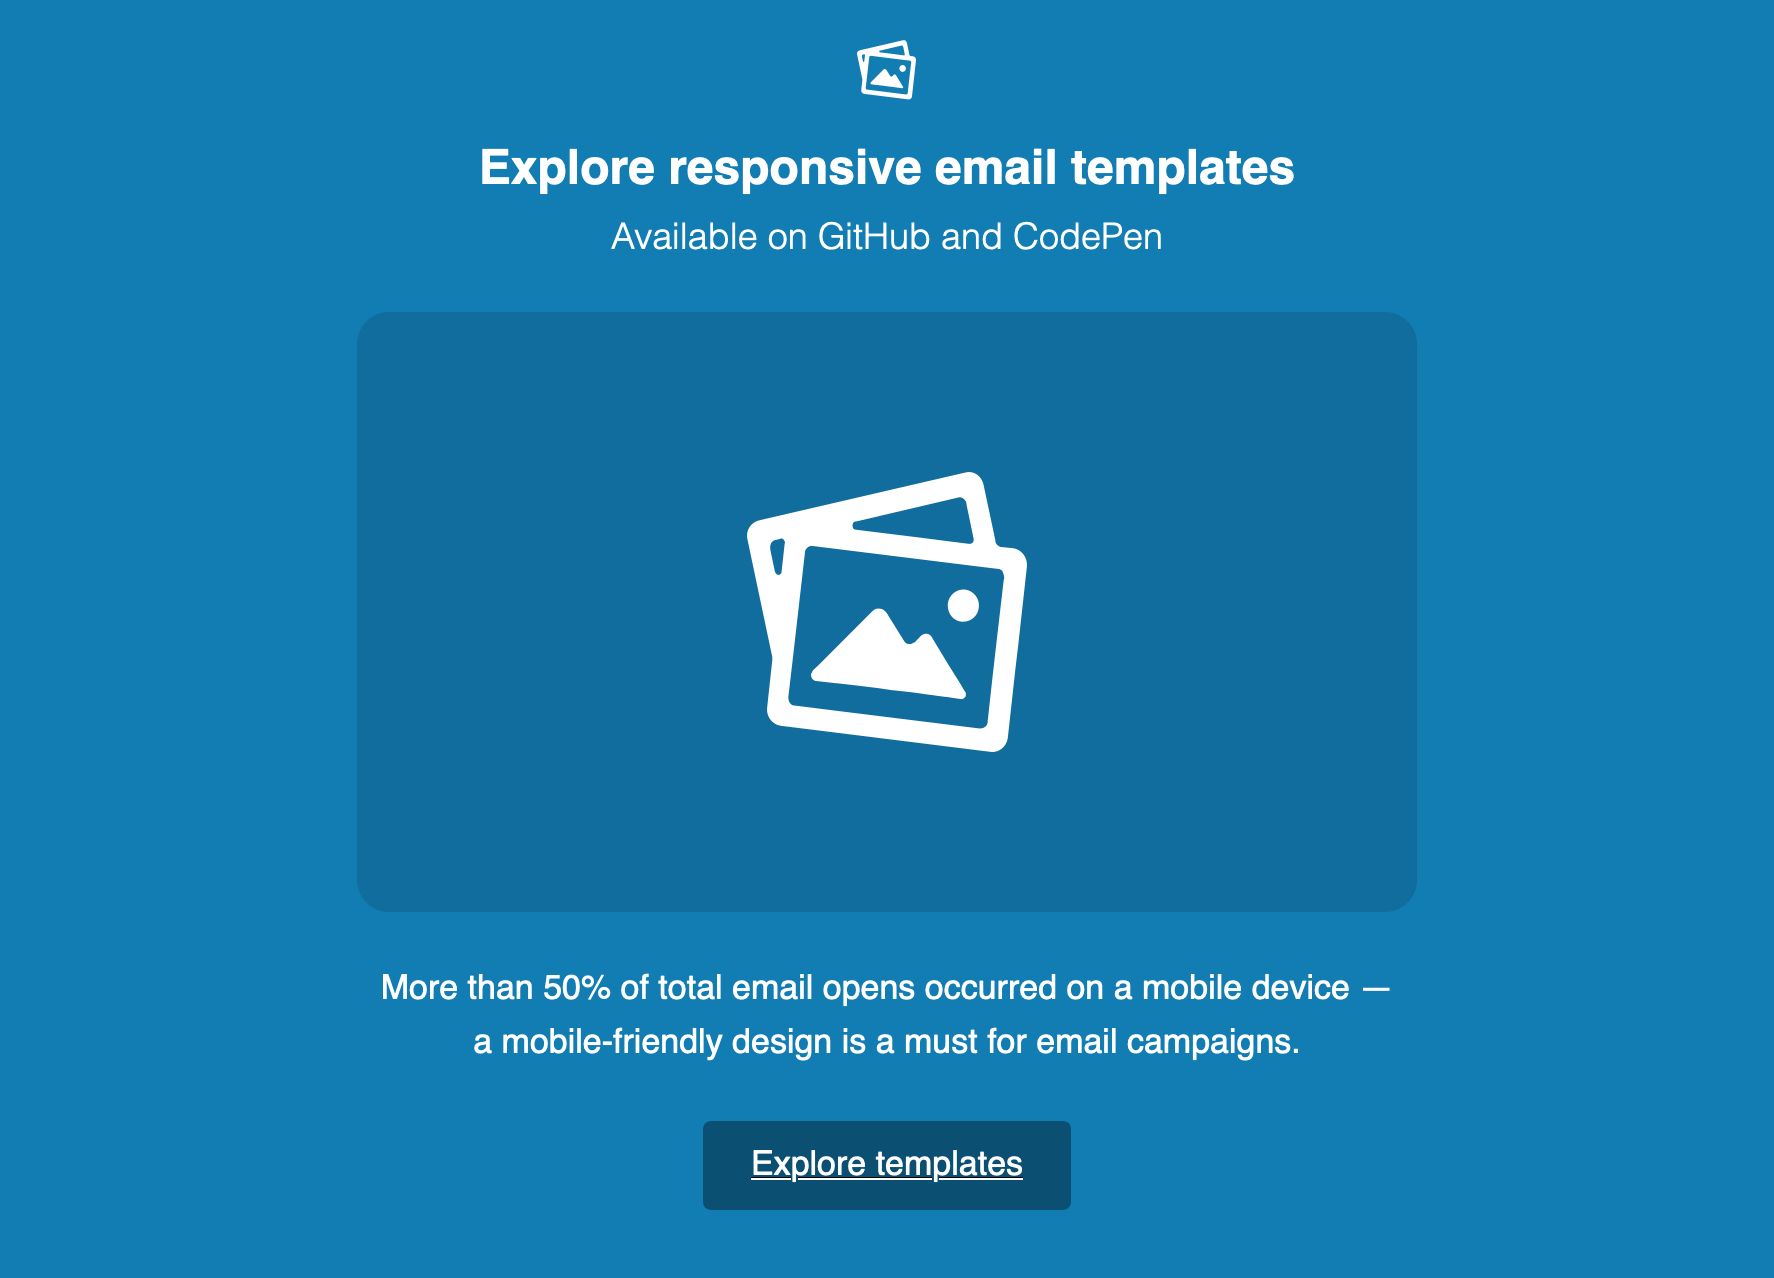 Explore responsive email templates
Available on GitHub and CodePen
More than 50% of total email opens occurred on a mobile device —
a mobile-friendly design is a must for email campaigns.
Explore templates